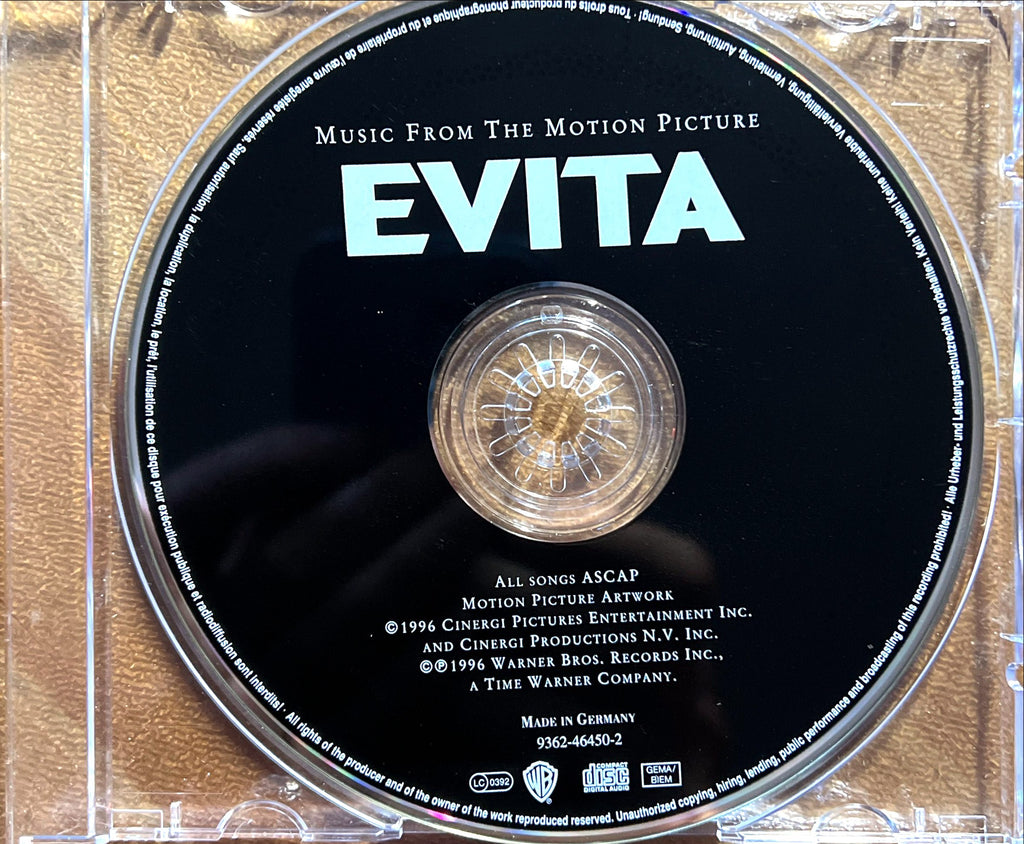 MUSIC FROM THE MOTION PICTURE
EVITA
ALL SONGS ASCAP
MOTION PICTURE ARTWORK
©1996 CINERGI PICTURES ENTERTAINMENT INC.
AND CINERGI PRODUCTIONS N.V. INC.
©℗1996 WARNER BROS. RECORDS INC.,
A TIME WARNER COMPANY.
MADE IN GERMANY
9362-46450-2
LC 0392
WB
COMPACT
disc
DIGITAL AUDIO
GEMA/
BIEM
All rights of the producer and of the owner of the work reproduced reserved. Unauthorized copying, hiring, lending, public performance and broadcasting of this recording prohibited! · Alle Urheber- und Leistungsschutzrechte vorbehalten. Kein Verleih! Keine unerlaubte Vervielfältigung, Vermietung, Aufführung, Sendung! · Tous droits du producteur phonographique et du propriétaire de l'œuvre enregistrée réservés. Sauf autorisation, la duplication, la location, le prêt, l'utilisation de ce disque pour exécution publique et radiodiffusion sont interdits! ·